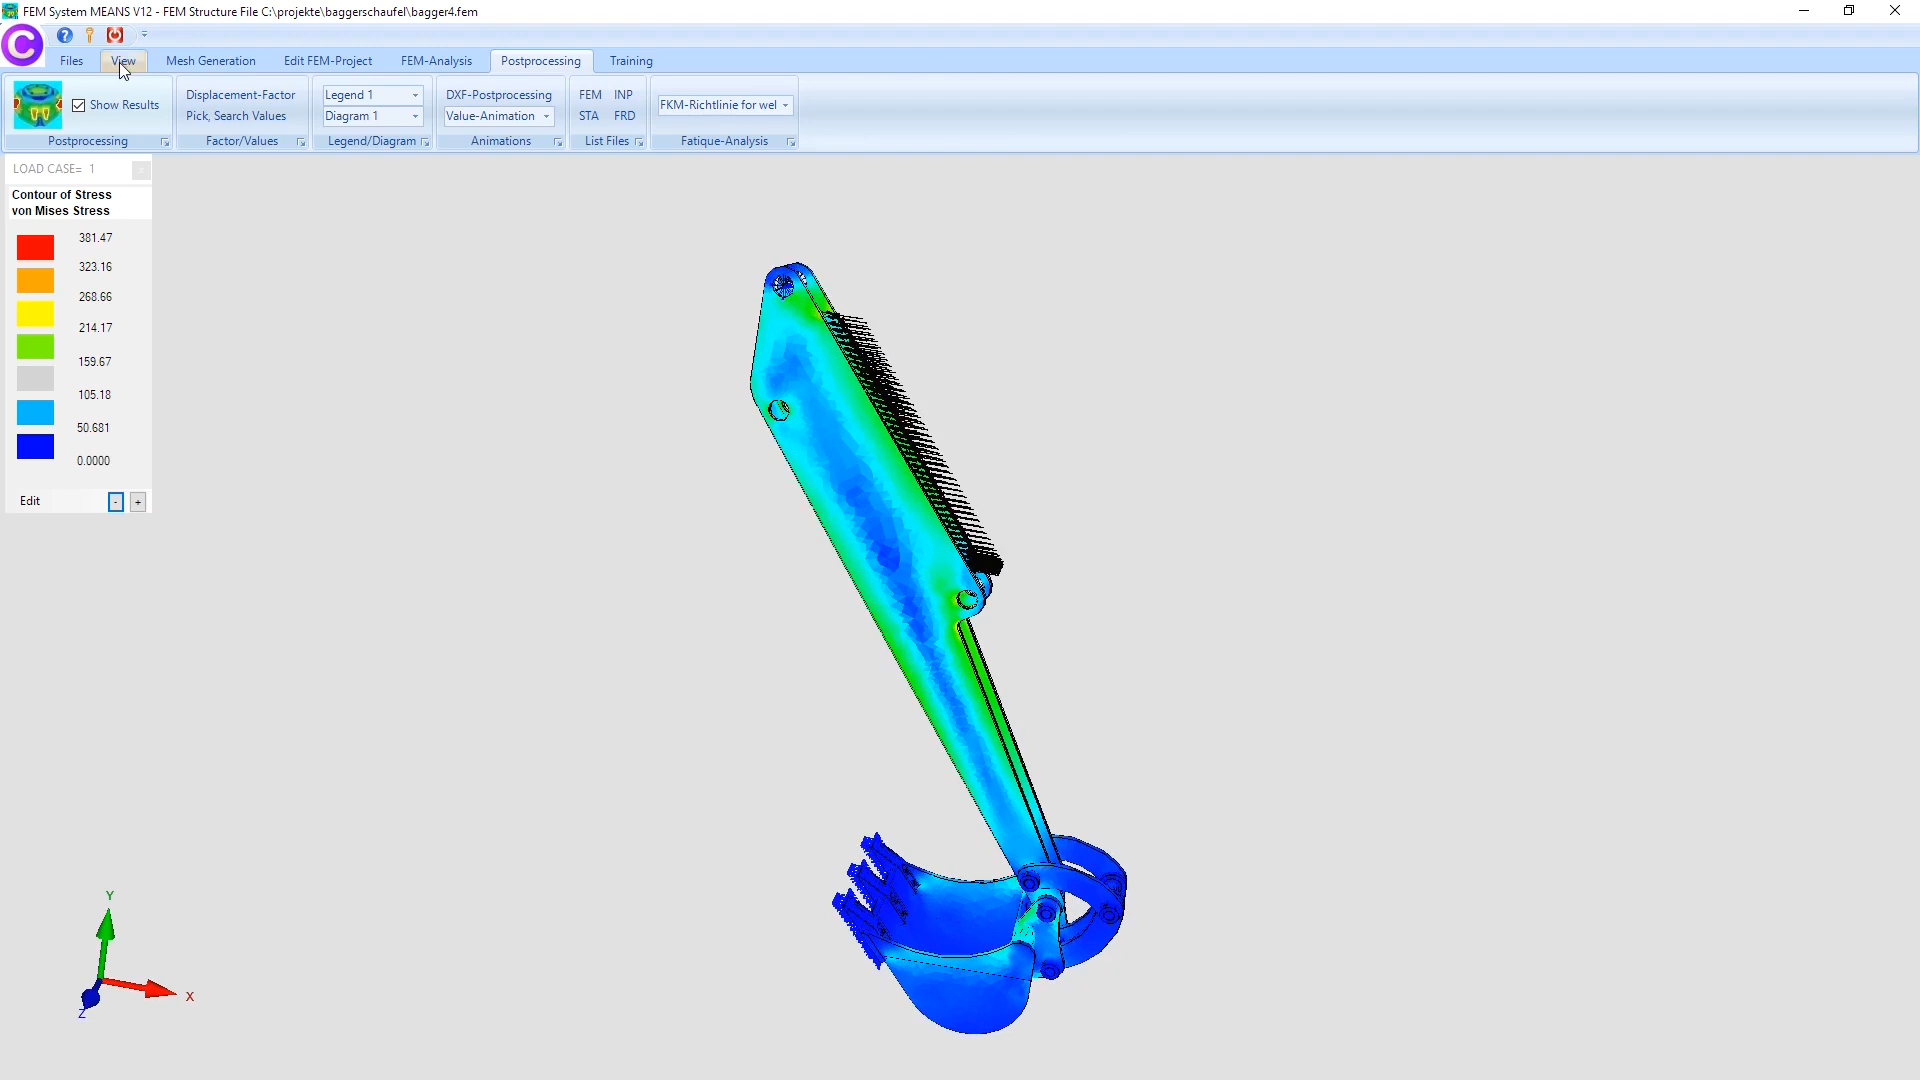 FEM System MEANS V12 - FEM Structure File C:\projekte\baggerschaufel\bagger4.fem
Files View Mesh Generation Edit FEM-Project FEM-Analysis Postprocessing Training
Show Results
Postprocessing
Displacement-Factor
Pick, Search Values
Factor/Values
Legend 1
Diagram 1
Legend/Diagram
DXF-Postprocessing
Value-Animation
Animations
FEM INP
STA FRD
List Files
FKM-Richtlinie for wel
Fatique-Analysis
LOAD CASE= 1
Contour of Stress
von Mises Stress
381.47
323.16
268.66
214.17
159.67
105.18
50.681
0.0000
Edit - +
Y
X
Z